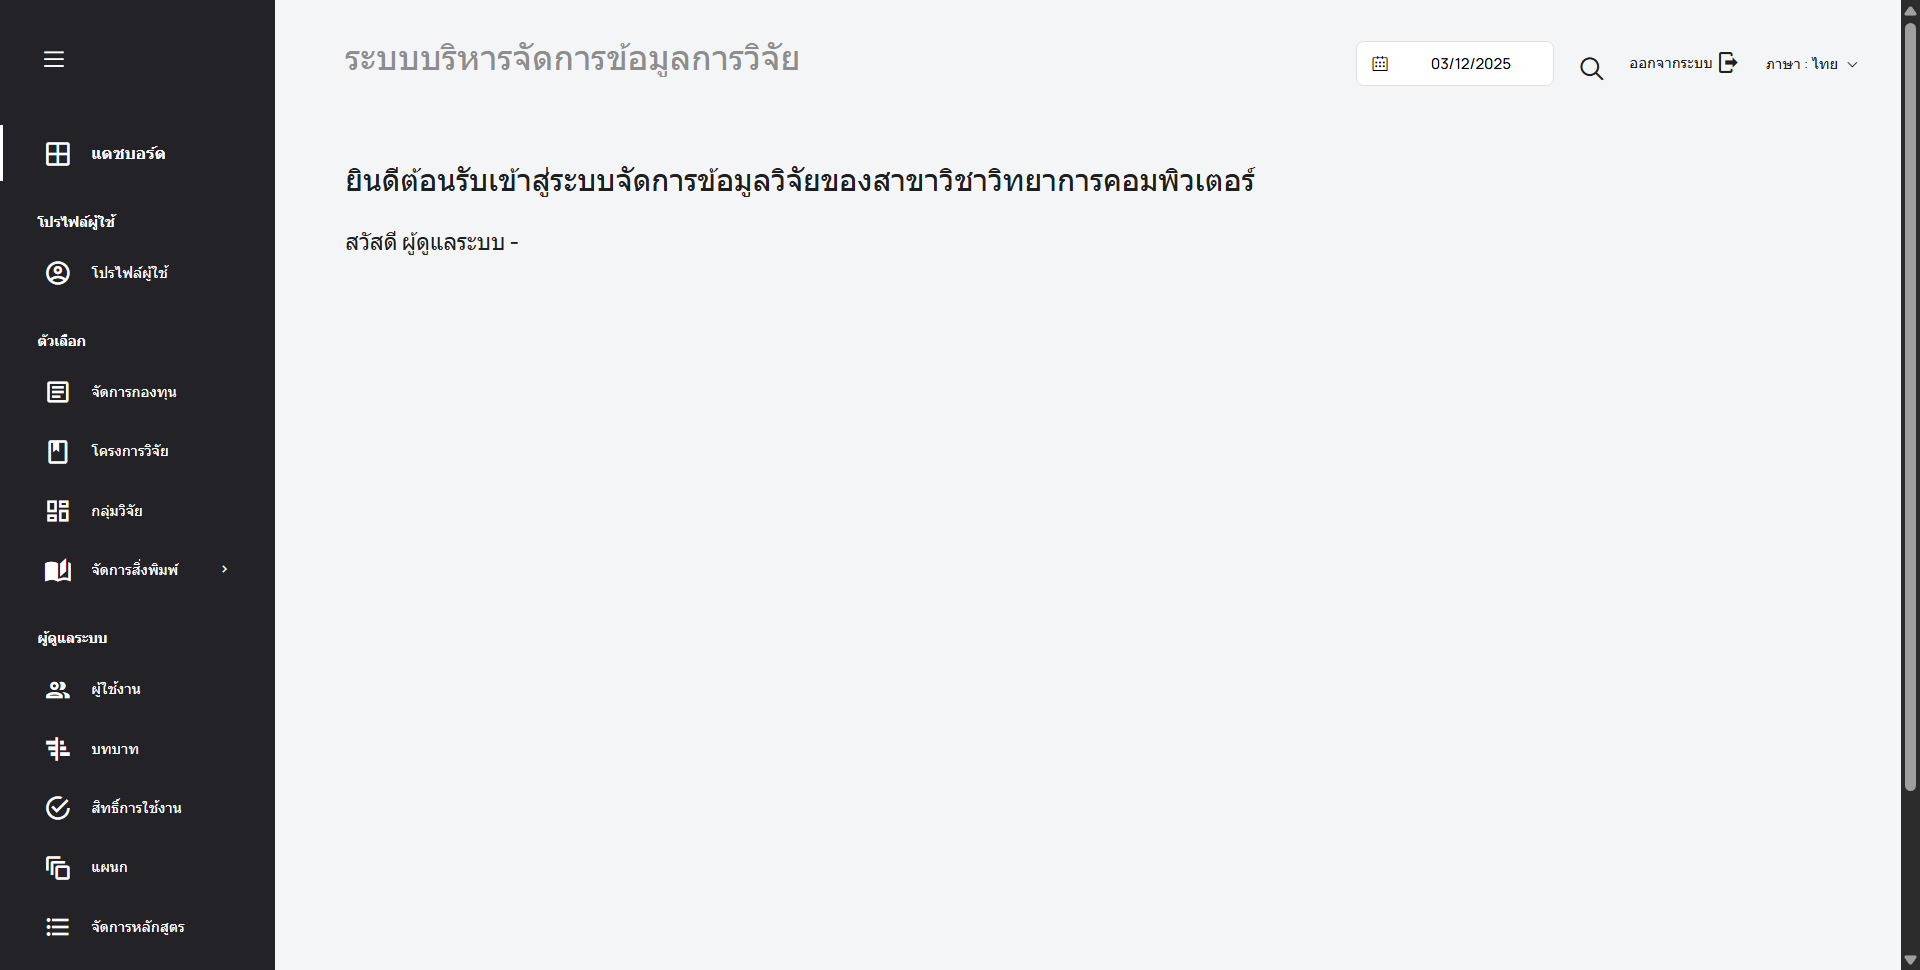 ระบบบริหารจัดการข้อมูลการวิจัย
03/12/2025
ออกจากระบบ
ภาษา : ไทย
แดชบอร์ด
โปรไฟล์ผู้ใช้
โปรไฟล์ผู้ใช้
ตัวเลือก
จัดการกองทุน
โครงการวิจัย
กลุ่มวิจัย
จัดการสิ่งพิมพ์
ผู้ดูแลระบบ
ผู้ใช้งาน
บทบาท
สิทธิ์การใช้งาน
แผนก
จัดการหลักสูตร
ยินดีต้อนรับเข้าสู่ระบบจัดการข้อมูลวิจัยของสาขาวิชาวิทยาการคอมพิวเตอร์
สวัสดี ผู้ดูแลระบบ -